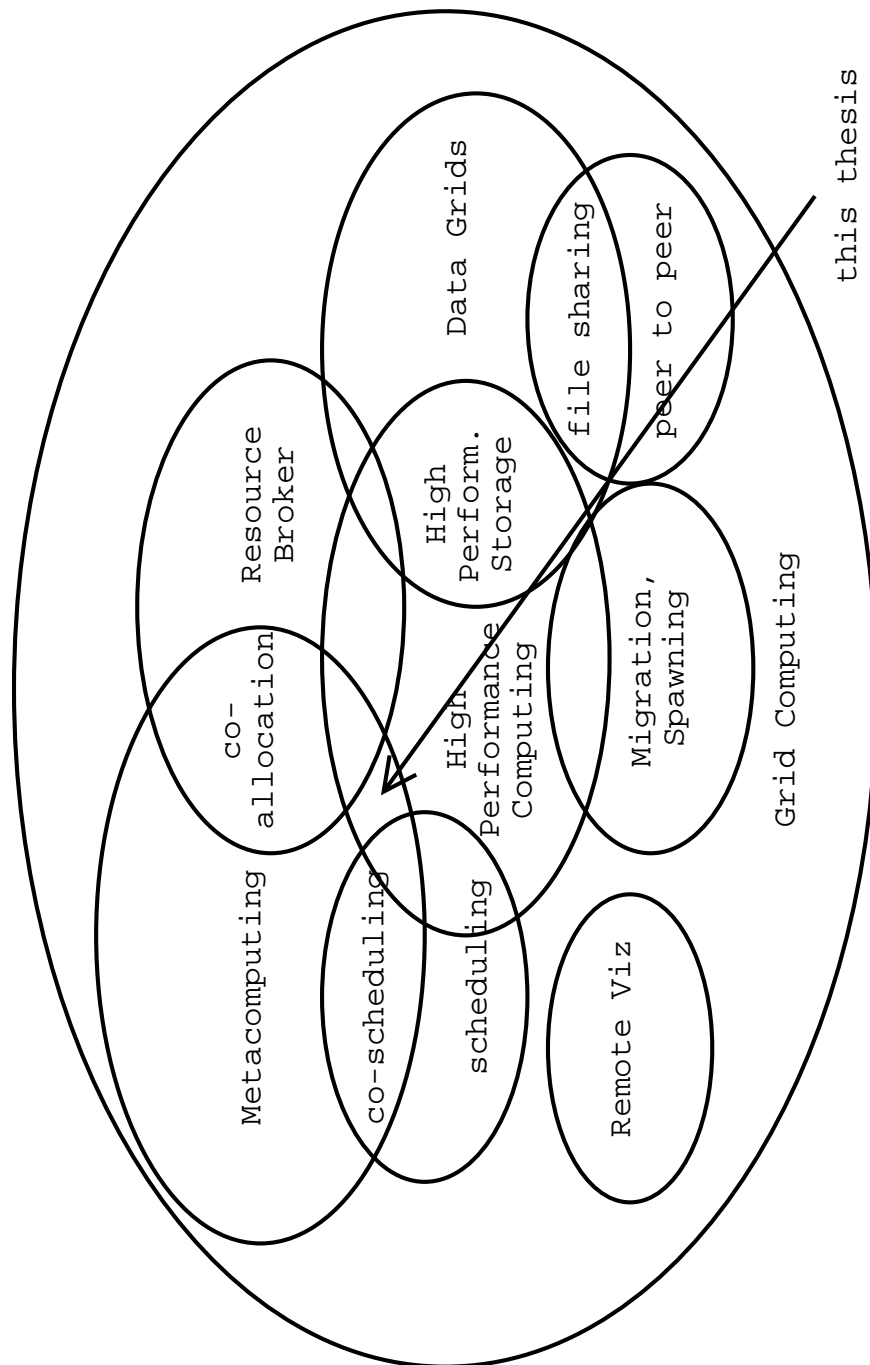 Metacomputing
co-
allocation
Resource
Broker
co-scheduling
scheduling
High
Performance
Computing
High
Perform.
Storage
Data Grids
file sharing
peer to peer
Remote Viz
Migration,
Spawning
Grid Computing
this thesis